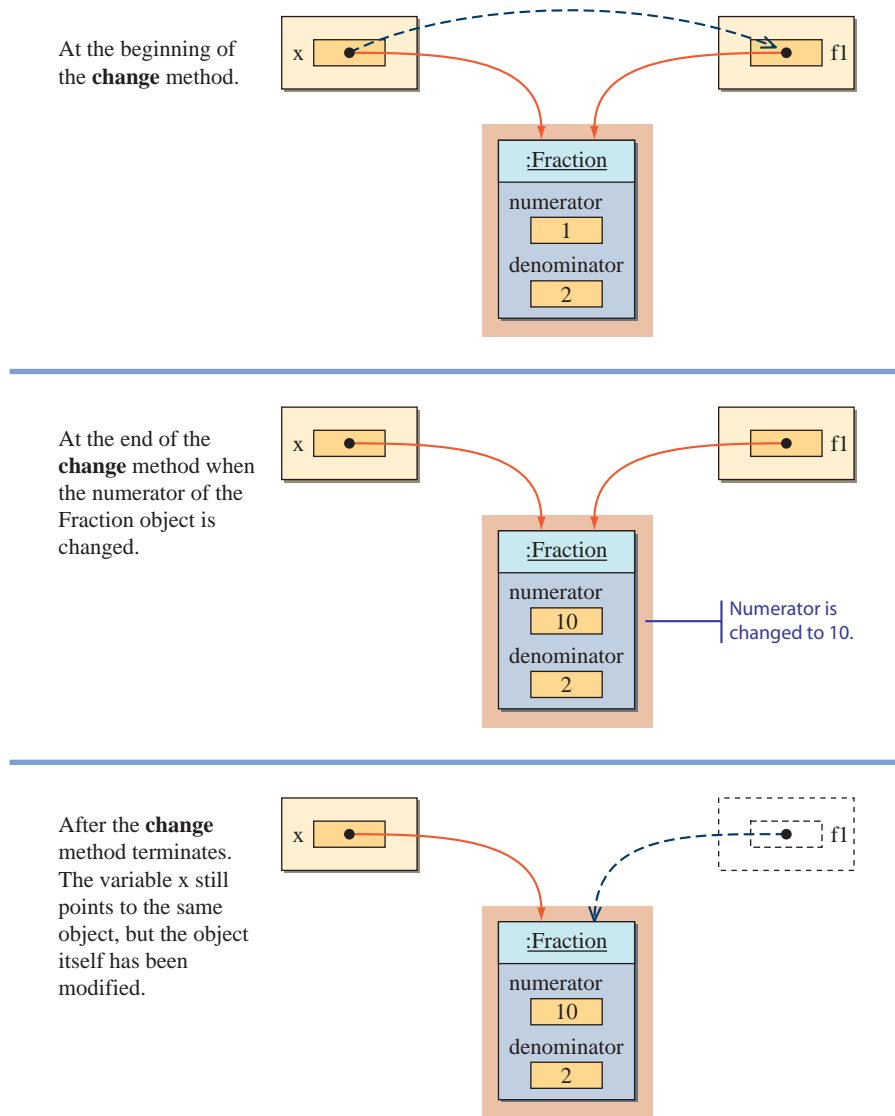 At the beginning of
the change method.
x
f1
:Fraction
numerator
1
denominator
2
At the end of the
change method when
the numerator of the
Fraction object is
changed.
x
f1
:Fraction
numerator
10
denominator
2
Numerator is
changed to 10.
After the change
method terminates.
The variable x still
points to the same
object, but the object
itself has been
modified.
x
f1
:Fraction
numerator
10
denominator
2